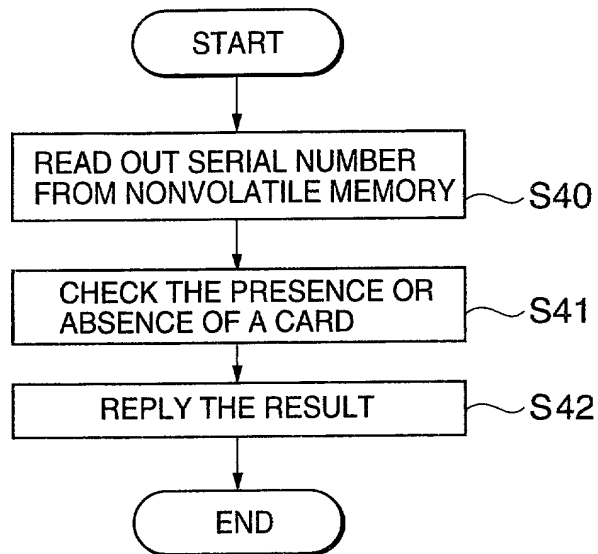 START
READ OUT SERIAL NUMBER
FROM NONVOLATILE MEMORY
S40
CHECK THE PRESENCE OR
ABSENCE OF A CARD
S41
REPLY THE RESULT
S42
END